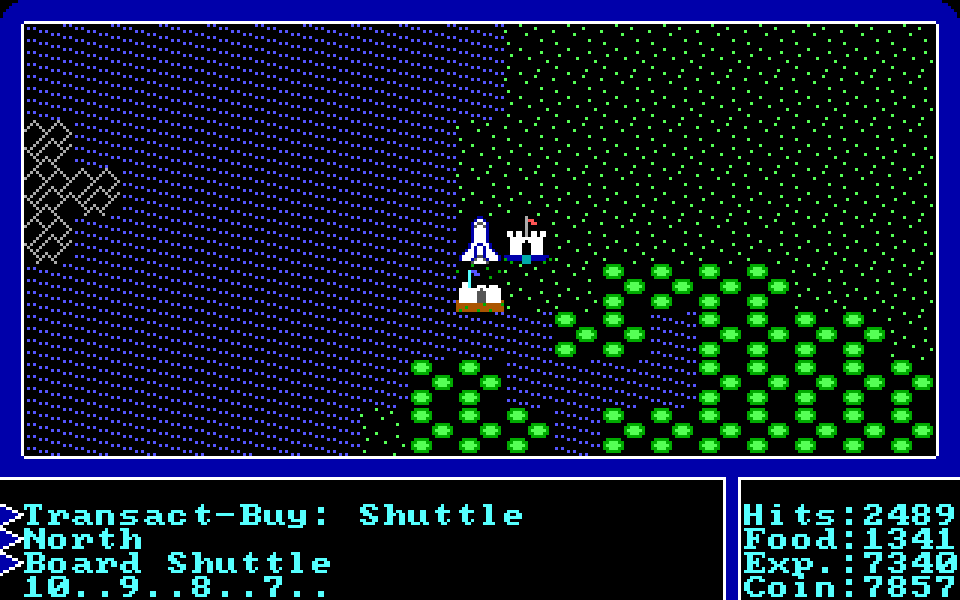 Transact-Buy: Shuttle
North
Board Shuttle
10..9..8..7..
Hits:2489
Food:1341
Exp.:7340
Coin:7857